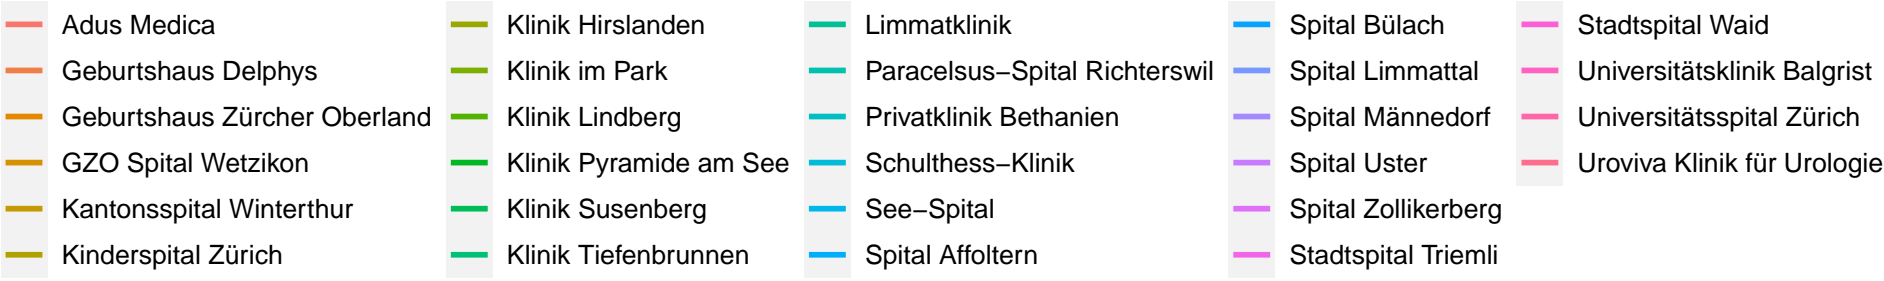 Adus Medica
Geburtshaus Delphys
Geburtshaus Zürcher Oberland
GZO Spital Wetzikon
Kantonsspital Winterthur
Kinderspital Zürich
Klinik Hirslanden
Klinik im Park
Klinik Lindberg
Klinik Pyramide am See
Klinik Susenberg
Klinik Tiefenbrunnen
Limmatklinik
Paracelsus−Spital Richterswil
Privatklinik Bethanien
Schulthess−Klinik
See−Spital
Spital Affoltern
Spital Bülach
Spital Limmattal
Spital Männedorf
Spital Uster
Spital Zollikerberg
Stadtspital Triemli
Stadtspital Waid
Universitätsklinik Balgrist
Universitätsspital Zürich
Uroviva Klinik für Urologie